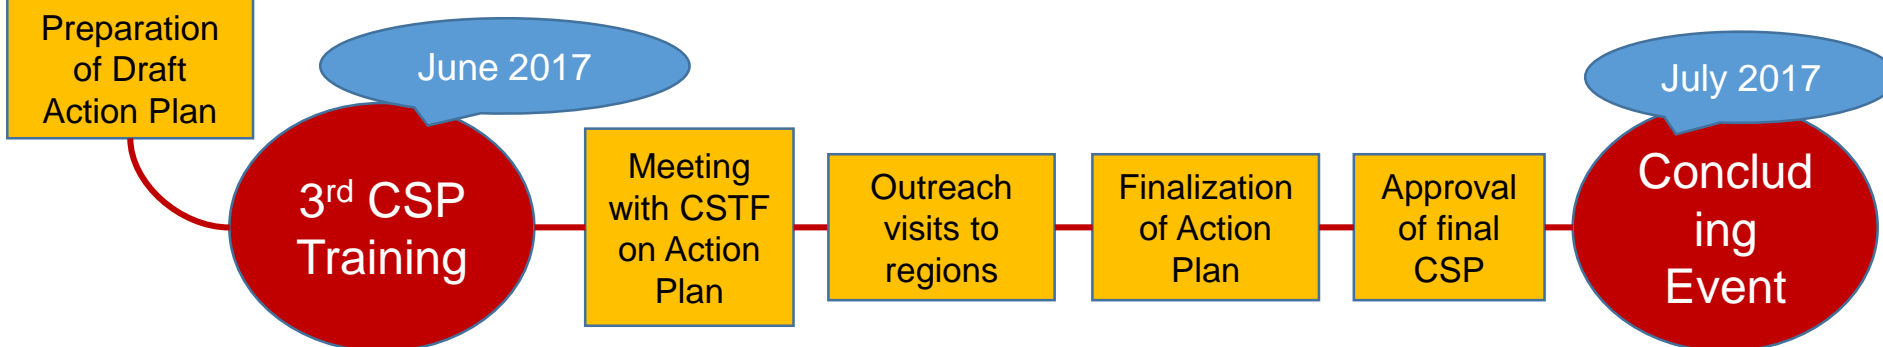 Preparation
of Draft
Action Plan
June 2017
3rd CSP
Training
Meeting
with CSTF
on Action
Plan
Outreach
visits to
regions
Finalization
of Action
Plan
Approval
of final
CSP
July 2017
Conclud
ing
Event